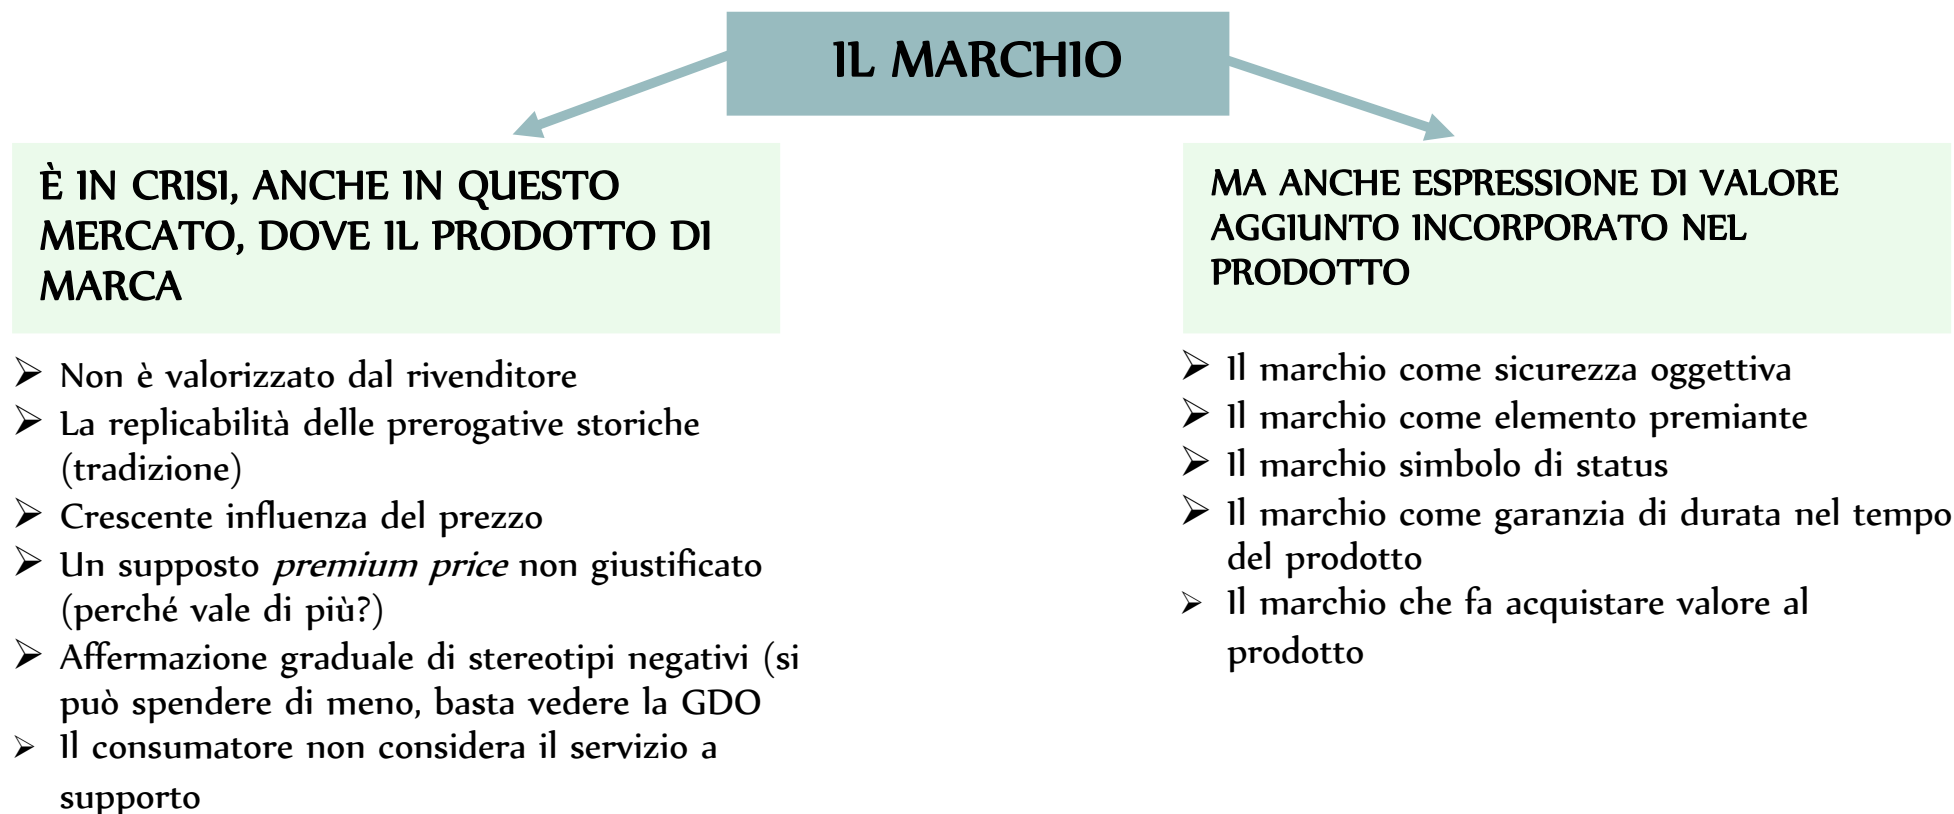 IL MARCHIO
È IN CRISI, ANCHE IN QUESTO
MERCATO, DOVE IL PRODOTTO DI
MARCA
➢ Non è valorizzato dal rivenditore
➢ La replicabilità delle prerogative storiche
(tradizione)
➢ Crescente influenza del prezzo
➢ Un supposto premium price non giustificato
(perché vale di più?)
➢ Affermazione graduale di stereotipi negativi (si
può spendere di meno, basta vedere la GDO
➢ Il consumatore non considera il servizio a
supporto
MA ANCHE ESPRESSIONE DI VALORE
AGGIUNTO INCORPORATO NEL
PRODOTTO
➢ Il marchio come sicurezza oggettiva
➢ Il marchio come elemento premiante
➢ Il marchio simbolo di status
➢ Il marchio come garanzia di durata nel tempo
del prodotto
➢ Il marchio che fa acquistare valore al
prodotto